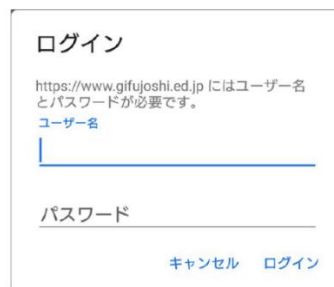 ログイン
https://www.gifujoshi.ed.jp にはユーザー名
とパスワードが必要です。
ユーザー名
パスワード
キャンセル ログイン